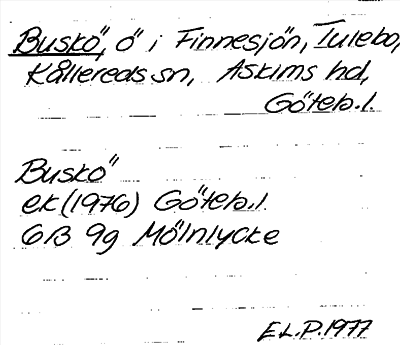 Buskö, ö i Finnesjön, Tulebo,
Kållereds sn, Askims hd,
Göteb.l.
Buskö
ek (1976) Göteb.l.
6B 9g Mölnlycke
E.L.P. 1977